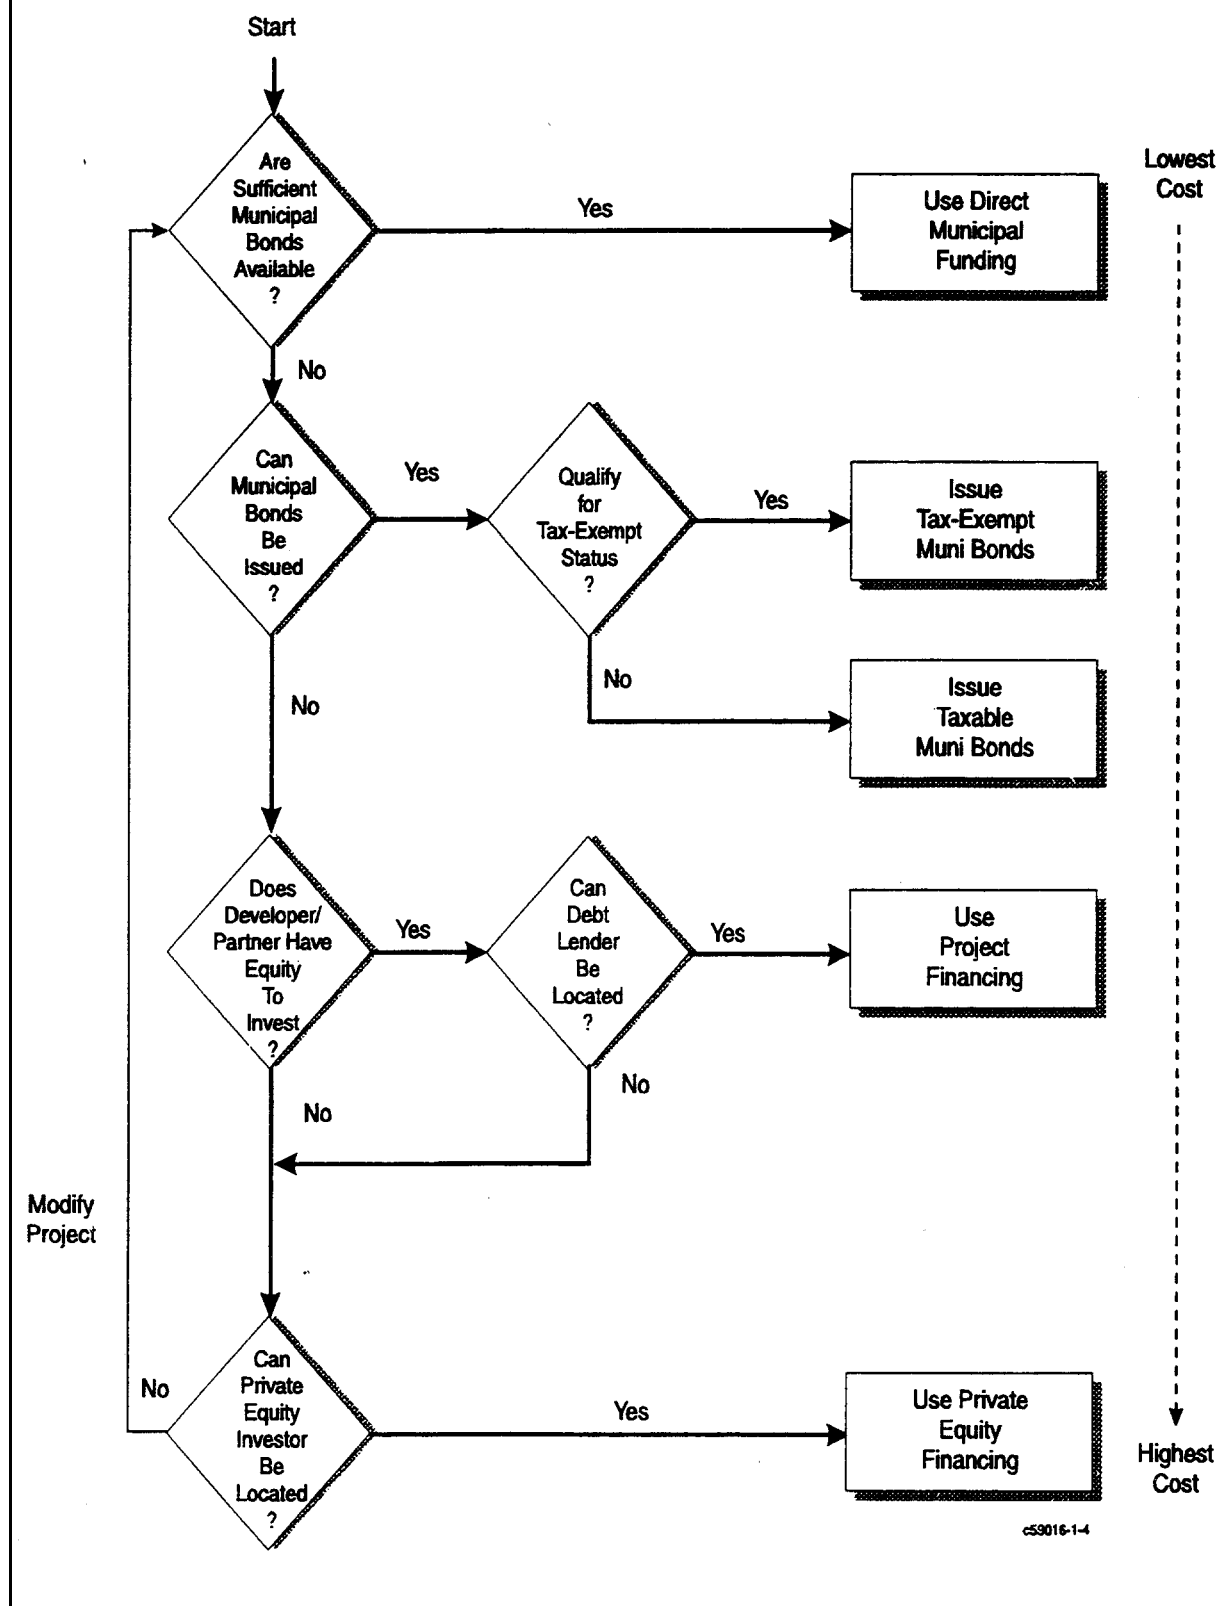 Start
Are
Sufficient
Municipal
Bonds
Available
?
Yes
Use Direct
Municipal
Funding
Lowest
Cost
No
Can
Municipal
Bonds
Be
Issued
?
Yes
Qualify
for
Tax-Exempt
Status
?
Yes
Issue
Tax-Exempt
Muni Bonds
No
No
Issue
Taxable
Muni Bonds
Does
Developer/
Partner Have
Equity
To
Invest
?
Yes
Can
Debt
Lender
Be
Located
?
Yes
Use
Project
Financing
No
No
Modify
Project
Can
Private
Equity
Investor
Be
Located
?
No
Yes
Use Private
Equity
Financing
Highest
Cost
c59016-1-4